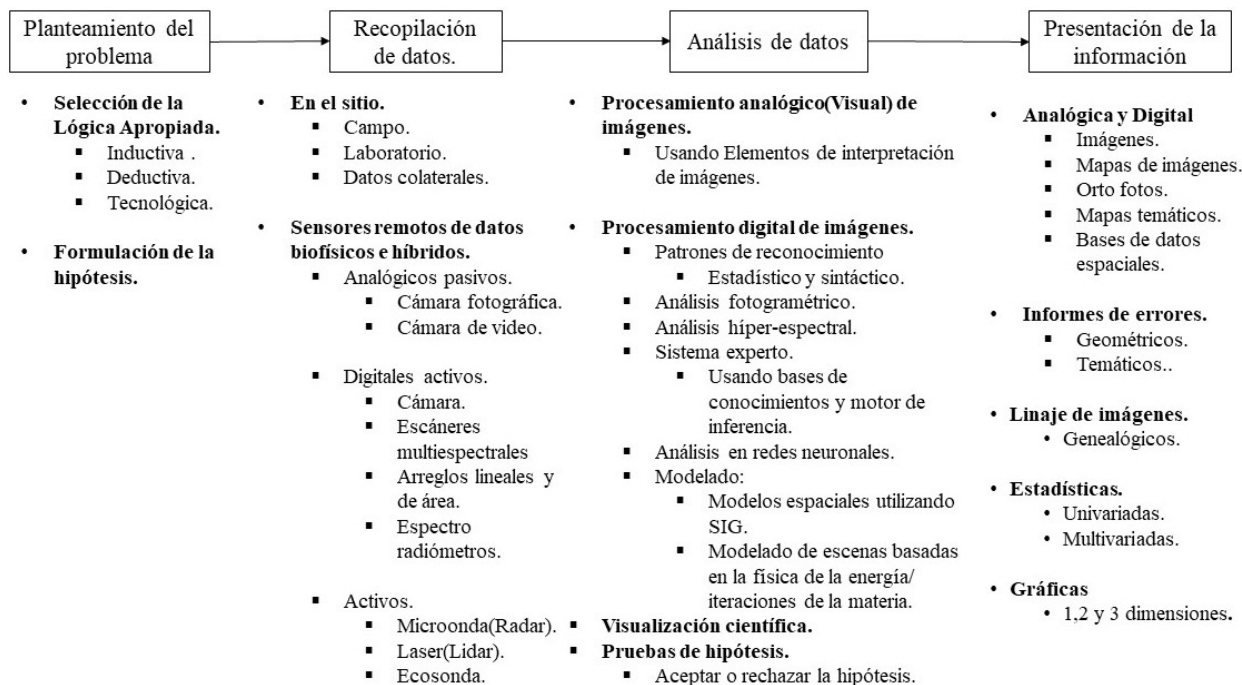 Planteamiento del
problema
Recopilación
de datos.
Análisis de datos
Presentación de la
información
• Selección de la
Lógica Apropiada.
▪ Inductiva .
▪ Deductiva.
▪ Tecnológica.
• Formulación de la
hipótesis.
• En el sitio.
▪ Campo.
▪ Laboratorio.
▪ Datos colaterales.
• Sensores remotos de datos
biofísicos e híbridos.
▪ Analógicos pasivos.
▪ Cámara fotográfica.
▪ Cámara de video.
▪ Digitales activos.
▪ Cámara.
▪ Escáneres
multiespectrales
▪ Arreglos lineales y
de área.
▪ Espectro
radiómetros.
▪ Activos.
▪ Microonda(Radar).
▪ Laser(Lidar).
▪ Ecosonda.
• Procesamiento analógico(Visual) de
imágenes.
▪ Usando Elementos de interpretación
de imágenes.
• Procesamiento digital de imágenes.
▪ Patrones de reconocimiento
▪ Estadístico y sintáctico.
▪ Análisis fotogramétrico.
▪ Análisis híper-espectral.
▪ Sistema experto.
▪ Usando bases de
conocimientos y motor de
inferencia.
▪ Análisis en redes neuronales.
▪ Modelado:
▪ Modelos espaciales utilizando
SIG.
▪ Modelado de escenas basadas
en la física de la energía/
iteraciones de la materia.
▪ Visualización científica.
▪ Pruebas de hipótesis.
▪ Aceptar o rechazar la hipótesis.
• Analógica y Digital
▪ Imágenes.
▪ Mapas de imágenes.
▪ Orto fotos.
▪ Mapas temáticos.
▪ Bases de datos
espaciales.
• Informes de errores.
▪ Geométricos.
▪ Temáticos..
• Linaje de imágenes.
• Genealógicos.
• Estadísticas.
• Univariadas.
• Multivariadas.
• Gráficas
• 1,2 y 3 dimensiones.